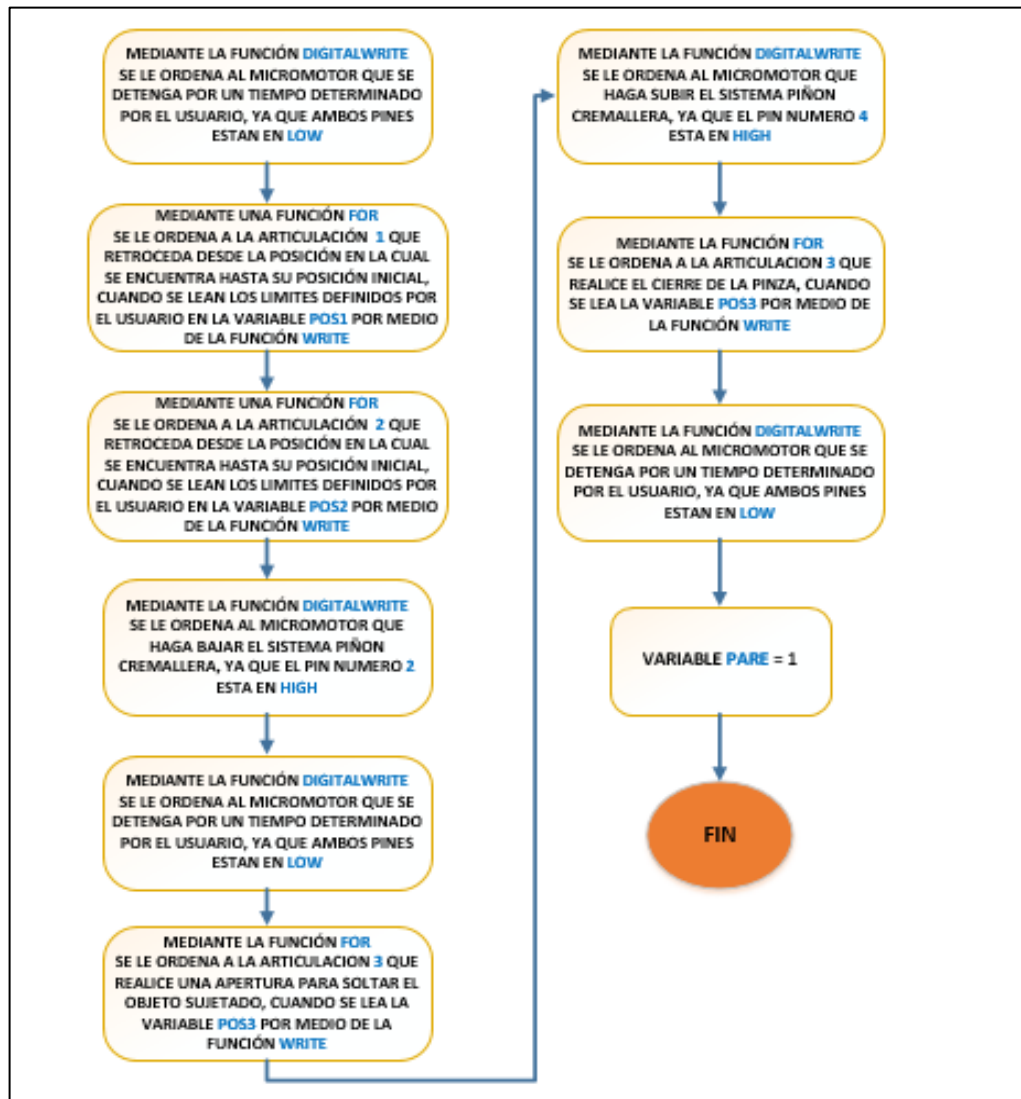 MEDIANTE LA FUNCIÓN DIGITALWRITE
SE LE ORDENA AL MICROMOTOR QUE SE
DETENGA POR UN TIEMPO DETERMINADO
POR EL USUARIO, YA QUE AMBOS PINES
ESTAN EN LOW
MEDIANTE UNA FUNCIÓN FOR
SE LE ORDENA A LA ARTICULACIÓN 1 QUE
RETROCEDA DESDE LA POSICIÓN EN LA CUAL
SE ENCUENTRA HASTA SU POSICIÓN INICIAL,
CUANDO SE LEAN LOS LIMITES DEFINIDOS POR
EL USUARIO EN LA VARIABLE POS1 POR MEDIO
DE LA FUNCIÓN WRITE
MEDIANTE UNA FUNCIÓN FOR
SE LE ORDENA A LA ARTICULACIÓN 2 QUE
RETROCEDA DESDE LA POSICIÓN EN LA CUAL
SE ENCUENTRA HASTA SU POSICIÓN INICIAL,
CUANDO SE LEAN LOS LIMITES DEFINIDOS POR
EL USUARIO EN LA VARIABLE POS2 POR MEDIO
DE LA FUNCIÓN WRITE
MEDIANTE LA FUNCIÓN DIGITALWRITE
SE LE ORDENA AL MICROMOTOR QUE
HAGA BAJAR EL SISTEMA PIÑON
CREMALLERA, YA QUE EL PIN NUMERO 2
ESTA EN HIGH
MEDIANTE LA FUNCIÓN DIGITALWRITE
SE LE ORDENA AL MICROMOTOR QUE SE
DETENGA POR UN TIEMPO DETERMINADO
POR EL USUARIO, YA QUE AMBOS PINES
ESTAN EN LOW
MEDIANTE LA FUNCIÓN FOR
SE LE ORDENA A LA ARTICULACION 3 QUE
REALICE UNA APERTURA PARA SOLTAR EL
OBJETO SUJETADO, CUANDO SE LEA LA
VARIABLE POS3 POR MEDIO DE LA
FUNCIÓN WRITE
MEDIANTE LA FUNCIÓN DIGITALWRITE
SE LE ORDENA AL MICROMOTOR QUE
HAGA SUBIR EL SISTEMA PIÑON
CREMALLERA, YA QUE EL PIN NUMERO 4
ESTA EN HIGH
MEDIANTE LA FUNCIÓN FOR
SE LE ORDENA A LA ARTICULACION 3 QUE
REALICE EL CIERRE DE LA PINZA, CUANDO
SE LEA LA VARIABLE POS3 POR MEDIO DE
LA FUNCIÓN WRITE
MEDIANTE LA FUNCIÓN DIGITALWRITE
SE LE ORDENA AL MICROMOTOR QUE SE
DETENGA POR UN TIEMPO DETERMINADO
POR EL USUARIO, YA QUE AMBOS PINES
ESTAN EN LOW
VARIABLE PARE = 1
FIN